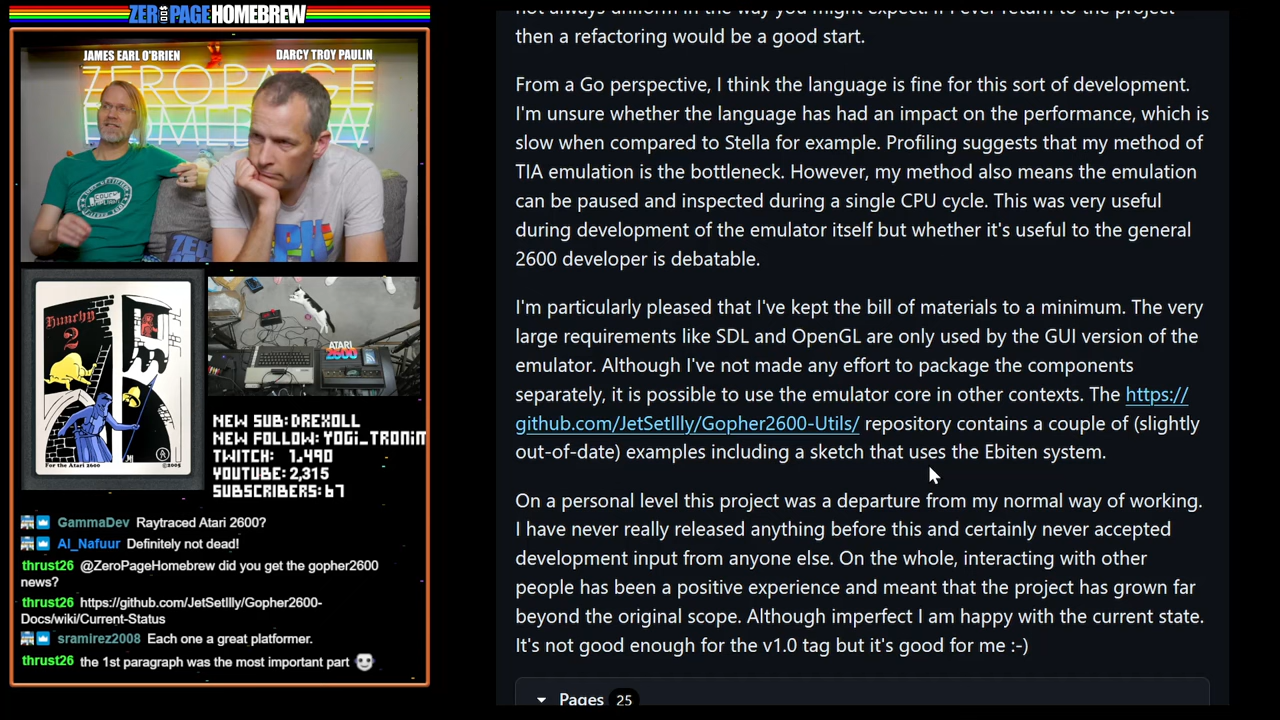 ZERO PAGE HOMEBREW
JAMES EARL O'BRIEN
DARCY TROY PAULIN
ZEROPAGE
HOMEBREW
Hunchy
2
For the Atari 2600
©2005
ATARI
2600
NEW SUB: DREXOLL
NEW FOLLOW: YOGI_TRONIM
TWITCH: 1,490
YOUTUBE: 2,315
SUBSCRIBERS: 67
GammaDev Raytraced Atari 2600?
Al_Nafuur Definitely not dead!
thrust26 @ZeroPageHomebrew did you get the gopher2600
news?
thrust26 https://github.com/JetSetIlly/Gopher2600-
Docs/wiki/Current-Status
sramirez2008 Each one a great platformer.
thrust26 the 1st paragraph was the most important part
then a refactoring would be a good start.
From a Go perspective, I think the language is fine for this sort of development.
I'm unsure whether the language has had an impact on the performance, which is
slow when compared to Stella for example. Profiling suggests that my method of
TIA emulation is the bottleneck. However, my method also means the emulation
can be paused and inspected during a single CPU cycle. This was very useful
during development of the emulator itself but whether it's useful to the general
2600 developer is debatable.
I'm particularly pleased that I've kept the bill of materials to a minimum. The very
large requirements like SDL and OpenGL are only used by the GUI version of the
emulator. Although I've not made any effort to package the components
separately, it is possible to use the emulator core in other contexts. The https://
github.com/JetSetIlly/Gopher2600-Utils/ repository contains a couple of (slightly
out-of-date) examples including a sketch that uses the Ebiten system.
On a personal level this project was a departure from my normal way of working.
I have never really released anything before this and certainly never accepted
development input from anyone else. On the whole, interacting with other
people has been a positive experience and meant that the project has grown far
beyond the original scope. Although imperfect I am happy with the current state.
It's not good enough for the v1.0 tag but it's good for me :-)
Pages 25